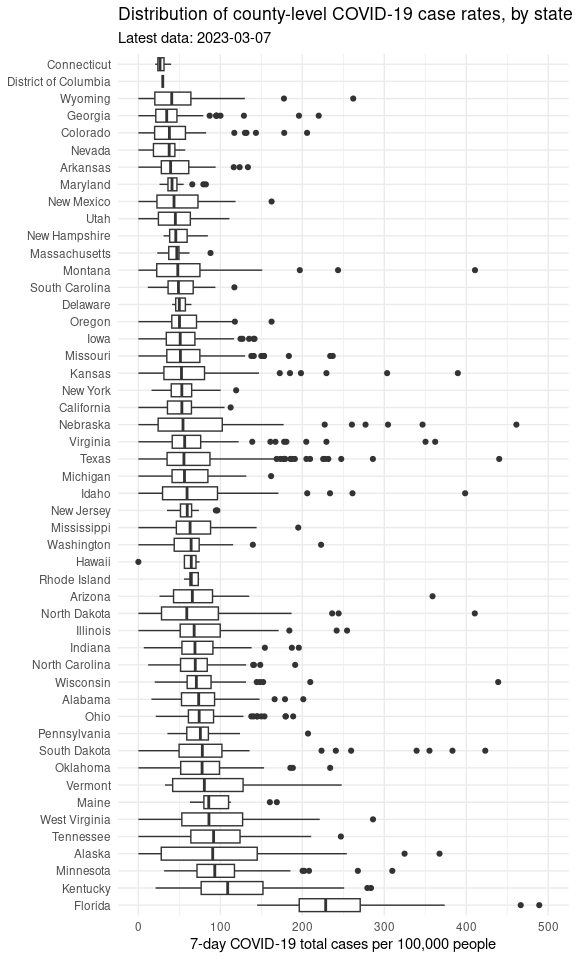 Distribution of county-level COVID-19 case rates, by state
Latest data: 2023-03-07
Connecticut
District of Columbia
Wyoming
Georgia
Colorado
Nevada
Arkansas
Maryland
New Mexico
Utah
New Hampshire
Massachusetts
Montana
South Carolina
Delaware
Oregon
Iowa
Missouri
Kansas
New York
California
Nebraska
Virginia
Texas
Michigan
Idaho
New Jersey
Mississippi
Washington
Hawaii
Rhode Island
Arizona
North Dakota
Illinois
Indiana
North Carolina
Wisconsin
Alabama
Ohio
Pennsylvania
South Dakota
Oklahoma
Vermont
Maine
West Virginia
Tennessee
Alaska
Minnesota
Kentucky
Florida
0 100 200 300 400 500
7-day COVID-19 total cases per 100,000 people